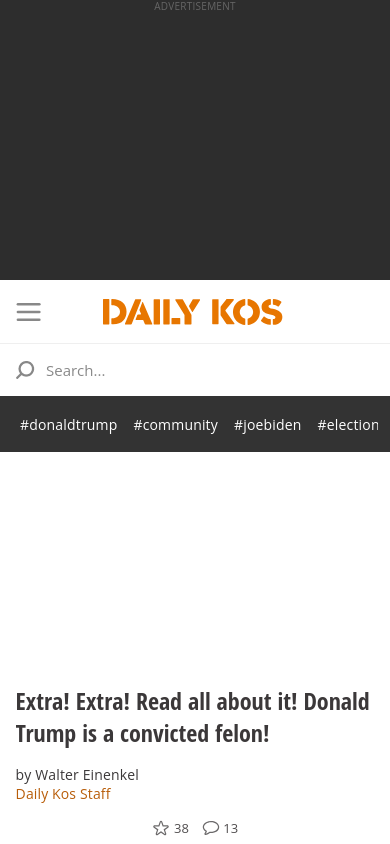 ADVERTISEMENT
DAILY KOS
Search...
#donaldtrump #community #joebiden #election
Extra! Extra! Read all about it! Donald
Trump is a convicted felon!
by Walter Einenkel
Daily Kos Staff
38 13